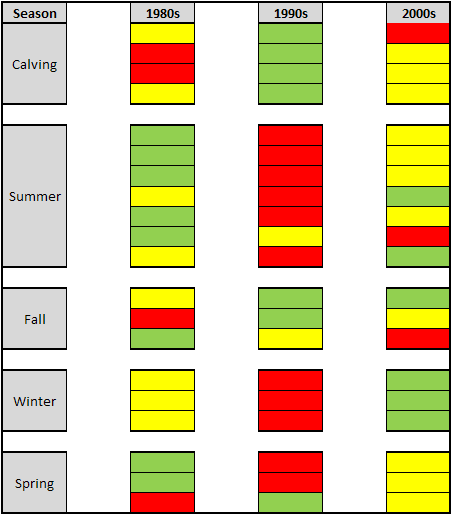 Season 1980s 1990s 2000s
Calving
Summer
Fall
Winter
Spring